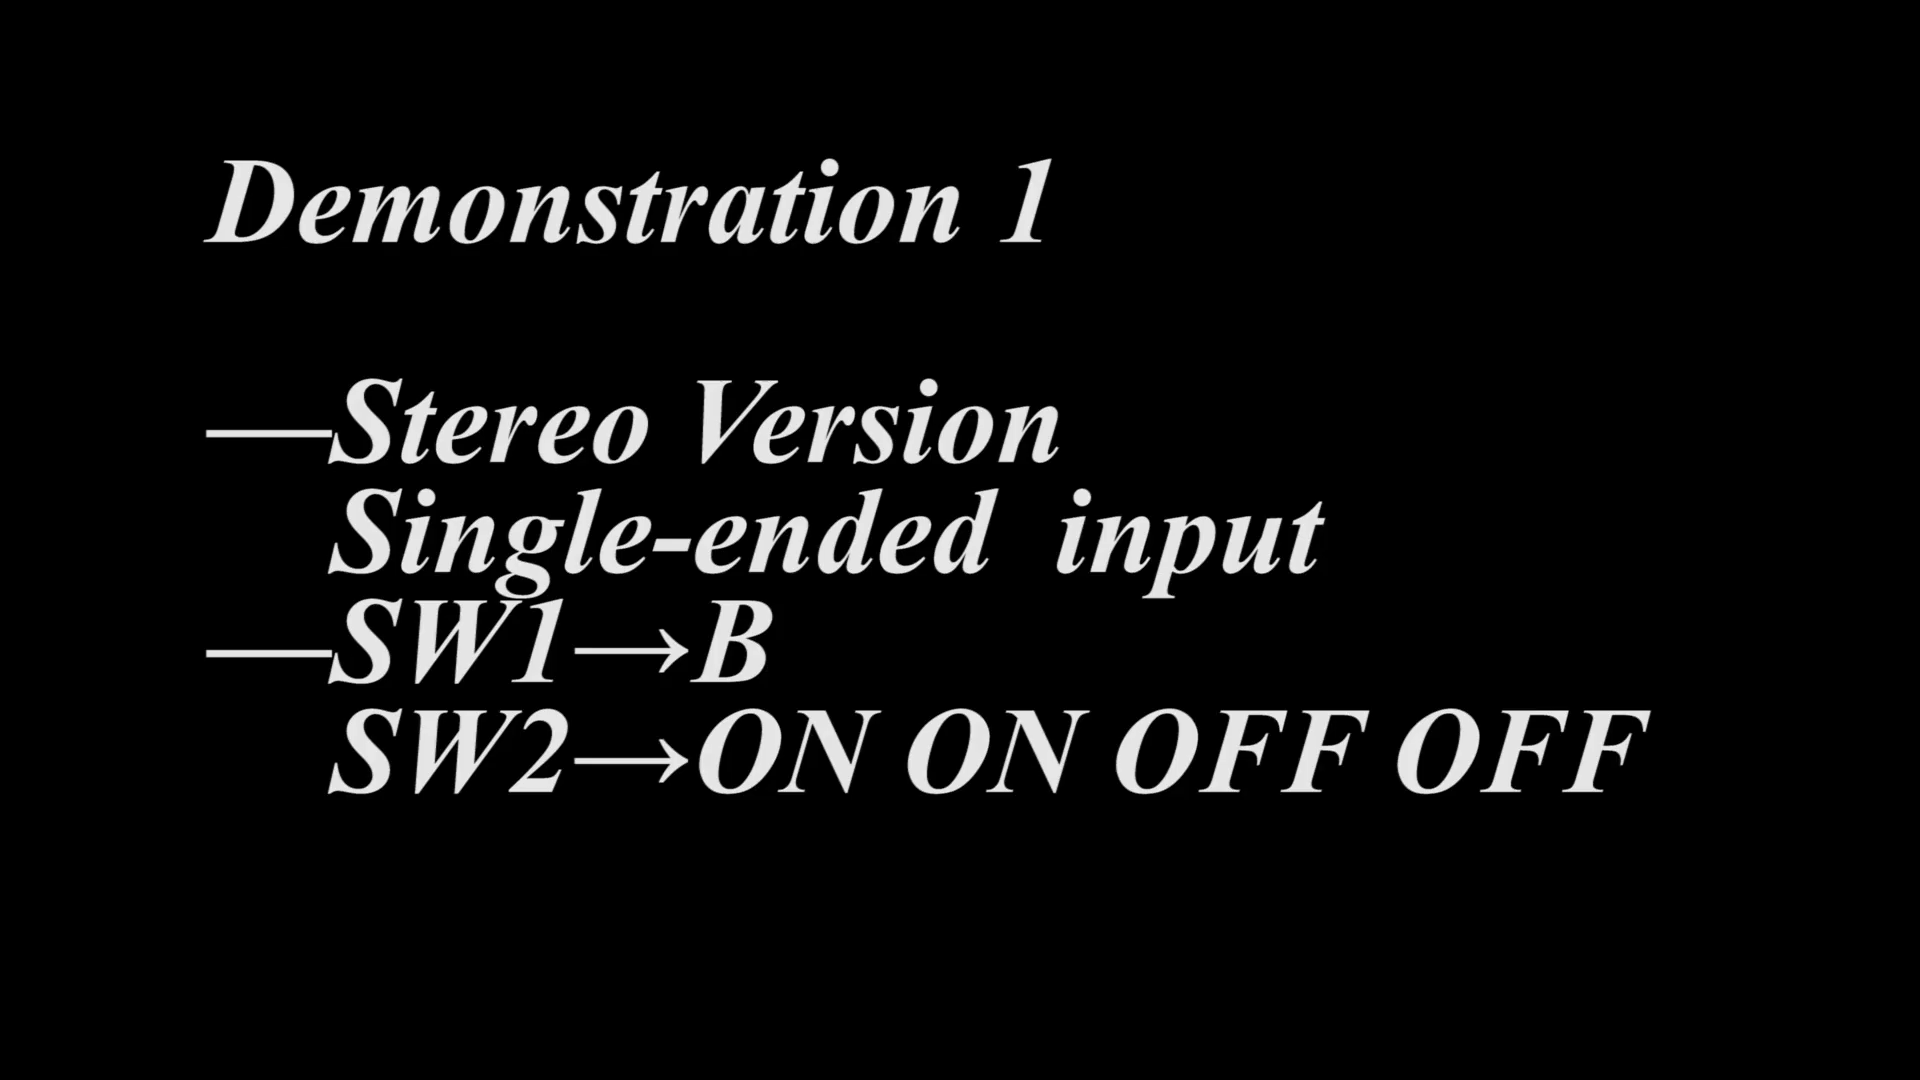 Demonstration 1
—Stereo Version
Single-ended  input
—SW1→B
SW2→ON ON OFF OFF